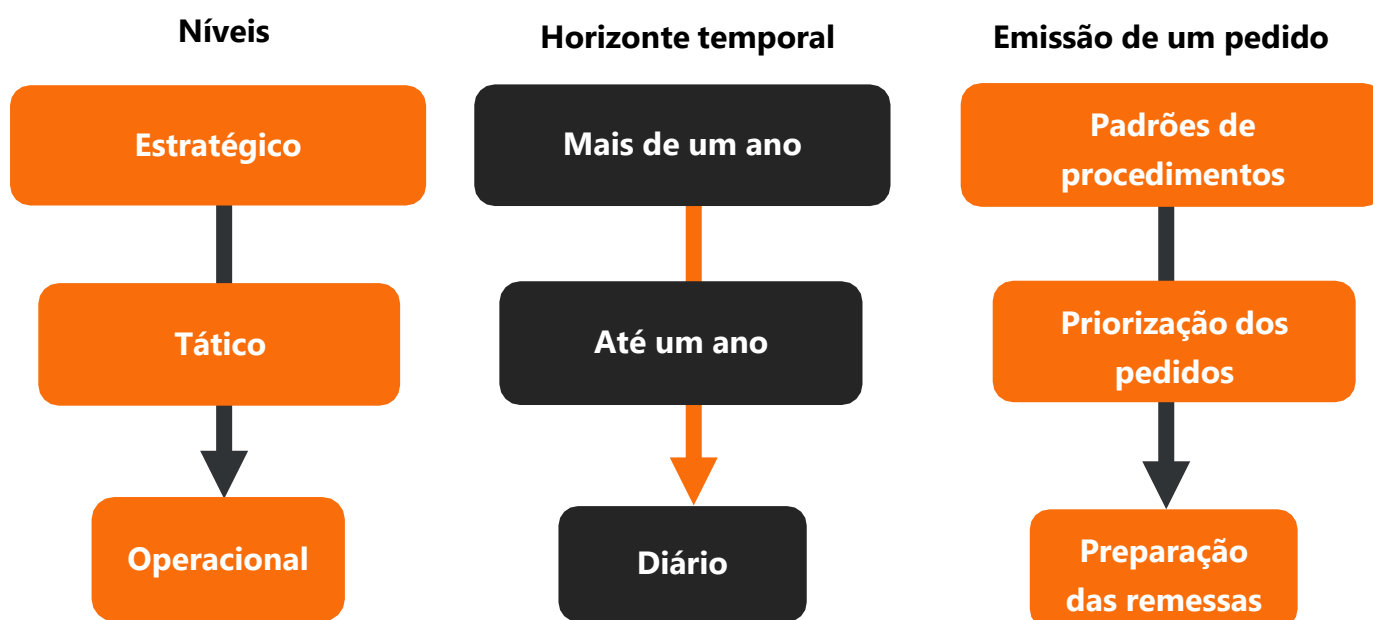 Níveis
Horizonte temporal
Emissão de um pedido
Estratégico
Mais de um ano
Padrões de
procedimentos
Tático
Até um ano
Priorização dos
pedidos
Operacional
Diário
Preparação
das remessas